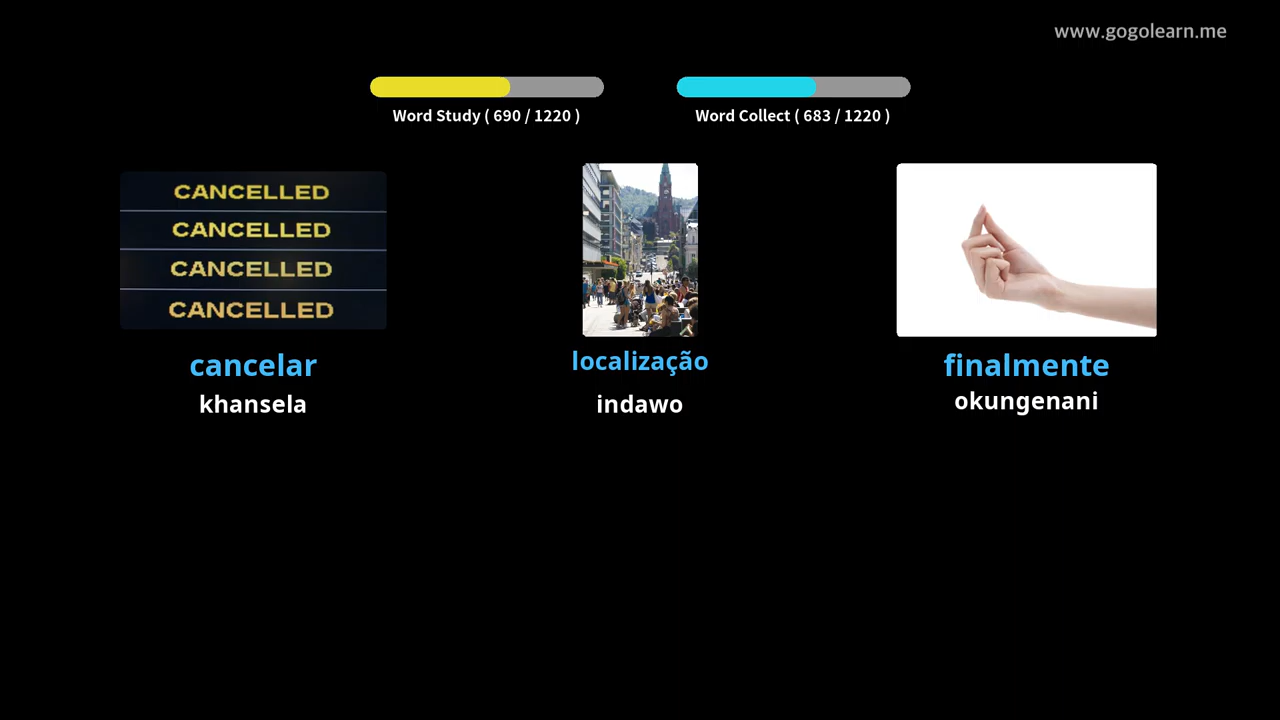 www.gogolearn.me
Word Study ( 690 / 1220 )
Word Collect ( 683 / 1220 )
CANCELLED
CANCELLED
CANCELLED
CANCELLED
cancelar
khansela
localização
indawo
finalmente
okungenani